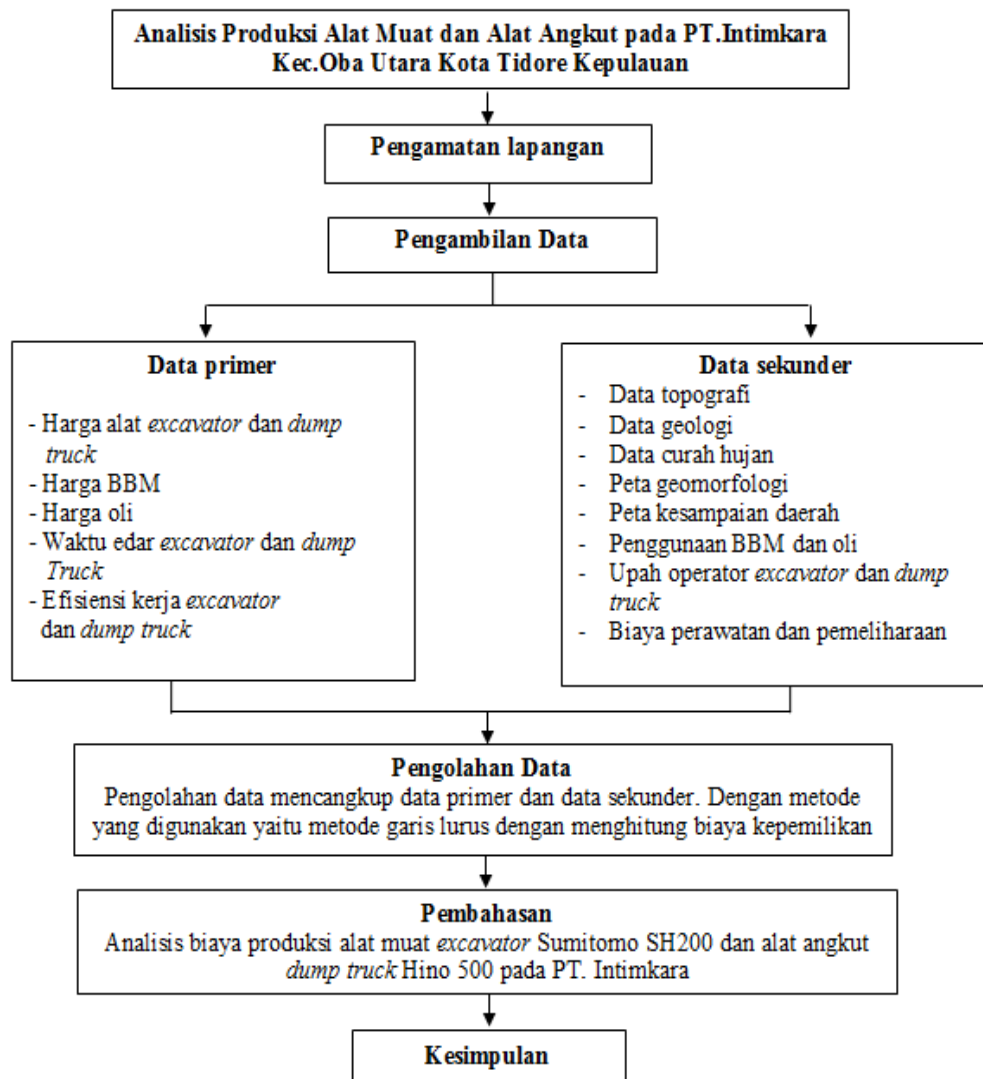 Analisis Produksi Alat Muat dan Alat Angkut pada PT.Intimkara
Kec.Oba Utara Kota Tidore Kepulauan
Pengamatan lapangan
Pengambilan Data
Data primer
- Harga alat excavator dan dump
truck
- Harga BBM
- Harga oli
- Waktu edar excavator dan dump
Truck
- Efisiensi kerja excavator
dan dump truck
Data sekunder
- Data topografi
- Data geologi
- Data curah hujan
- Peta geomorfologi
- Peta kesampaian daerah
- Penggunaan BBM dan oli
- Upah operator excavator dan dump
truck
- Biaya perawatan dan pemeliharaan
Pengolahan Data
Pengolahan data mencangkup data primer dan data sekunder. Dengan metode
yang digunakan yaitu metode garis lurus dengan menghitung biaya kepemilikan
Pembahasan
Analisis biaya produksi alat muat excavator Sumitomo SH200 dan alat angkut
dump truck Hino 500 pada PT. Intimkara
Kesimpulan